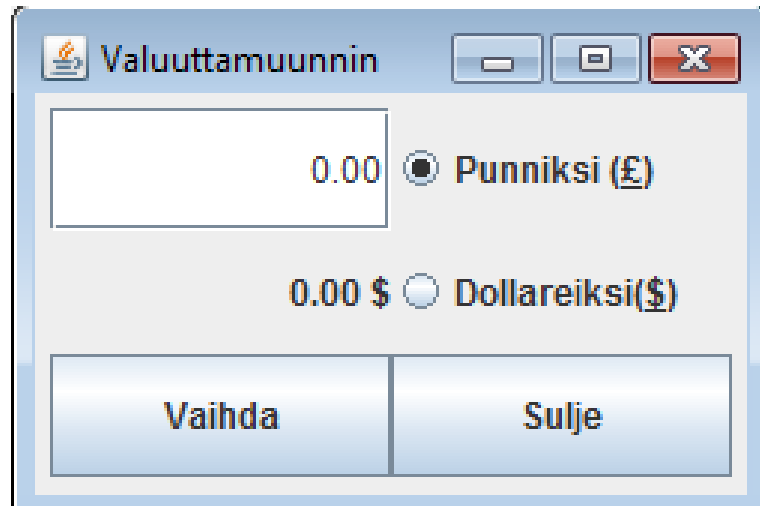 Valuuttamuunnin
0.00 Punniksi (£)
0.00 $ Dollareiksi($)
Vaihda Sulje